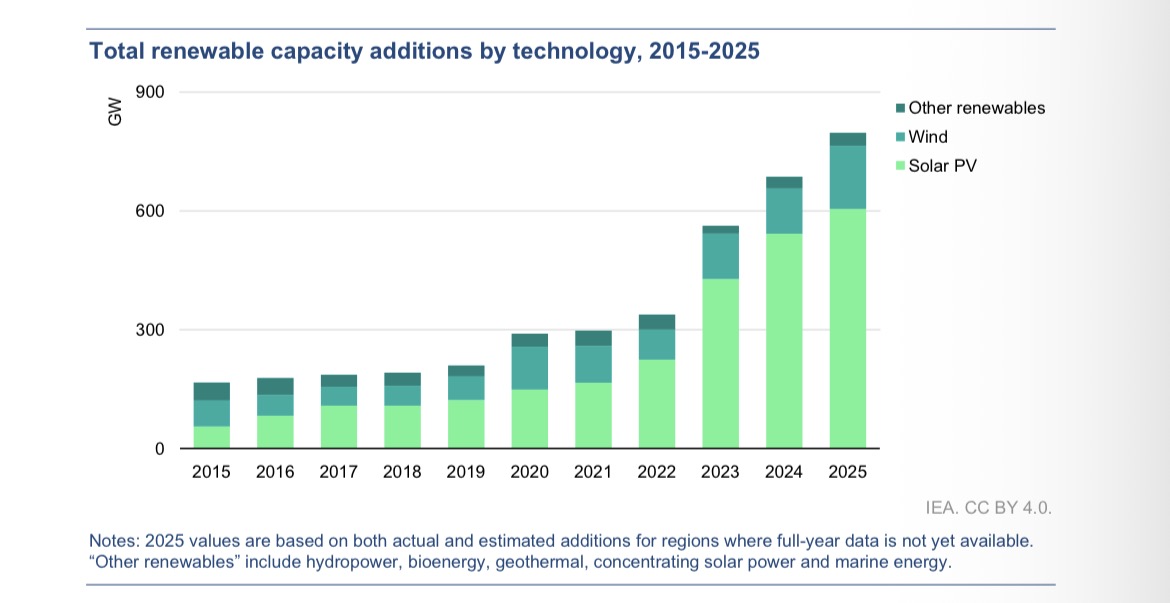 Total renewable capacity additions by technology, 2015-2025
GW
900
600
300
0
Other renewables
Wind
Solar PV
2015 2016 2017 2018 2019 2020 2021 2022 2023 2024 2025
IEA. CC BY 4.0.
Notes: 2025 values are based on both actual and estimated additions for regions where full-year data is not yet available.
“Other renewables” include hydropower, bioenergy, geothermal, concentrating solar power and marine energy.